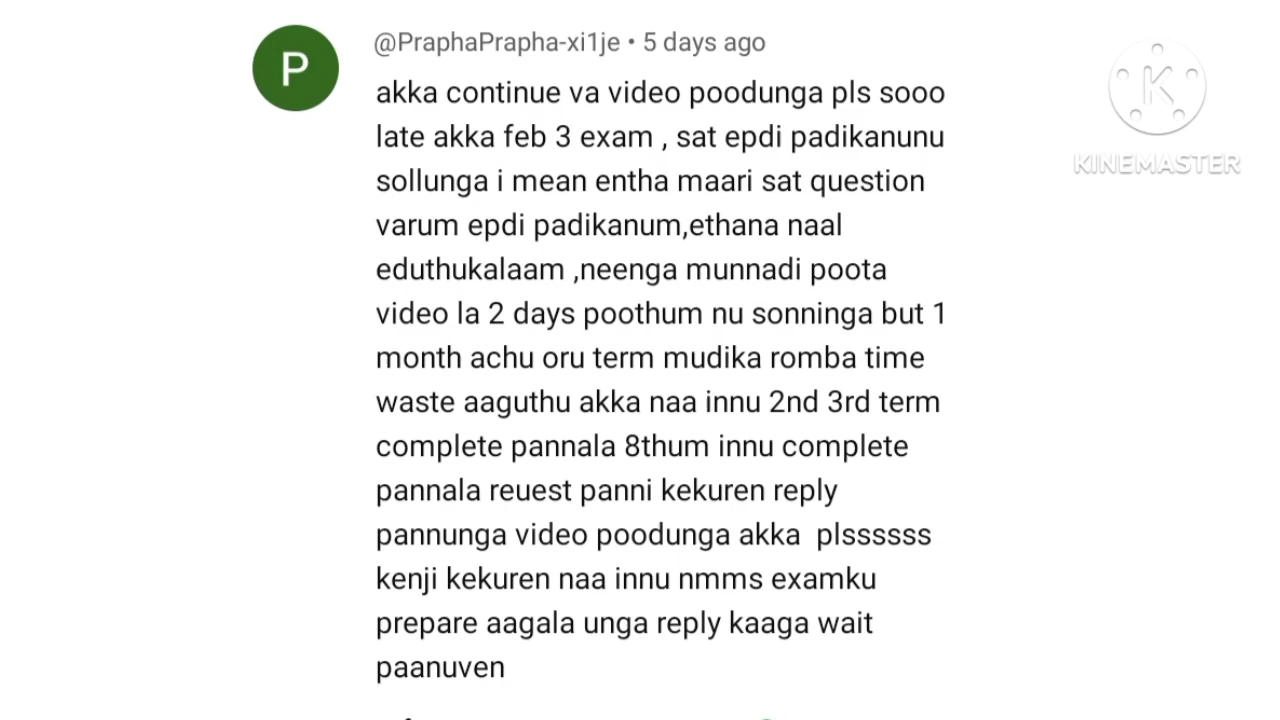 P
@PraphaPrapha-xi1je • 5 days ago
akka continue va video poodunga pls sooo
late akka feb 3 exam , sat epdi padikanunu
sollunga i mean entha maari sat question
varum epdi padikanum,ethana naal
eduthukalaam ,neenga munnadi poota
video la 2 days poothum nu sonninga but 1
month achu oru term mudika romba time
waste aaguthu akka naa innu 2nd 3rd term
complete pannala 8thum innu complete
pannala reuest panni kekuren reply
pannunga video poodunga akka  plssssss
kenji kekuren naa innu nmms examku
prepare aagala unga reply kaaga wait
paanuven
K
KINEMASTER